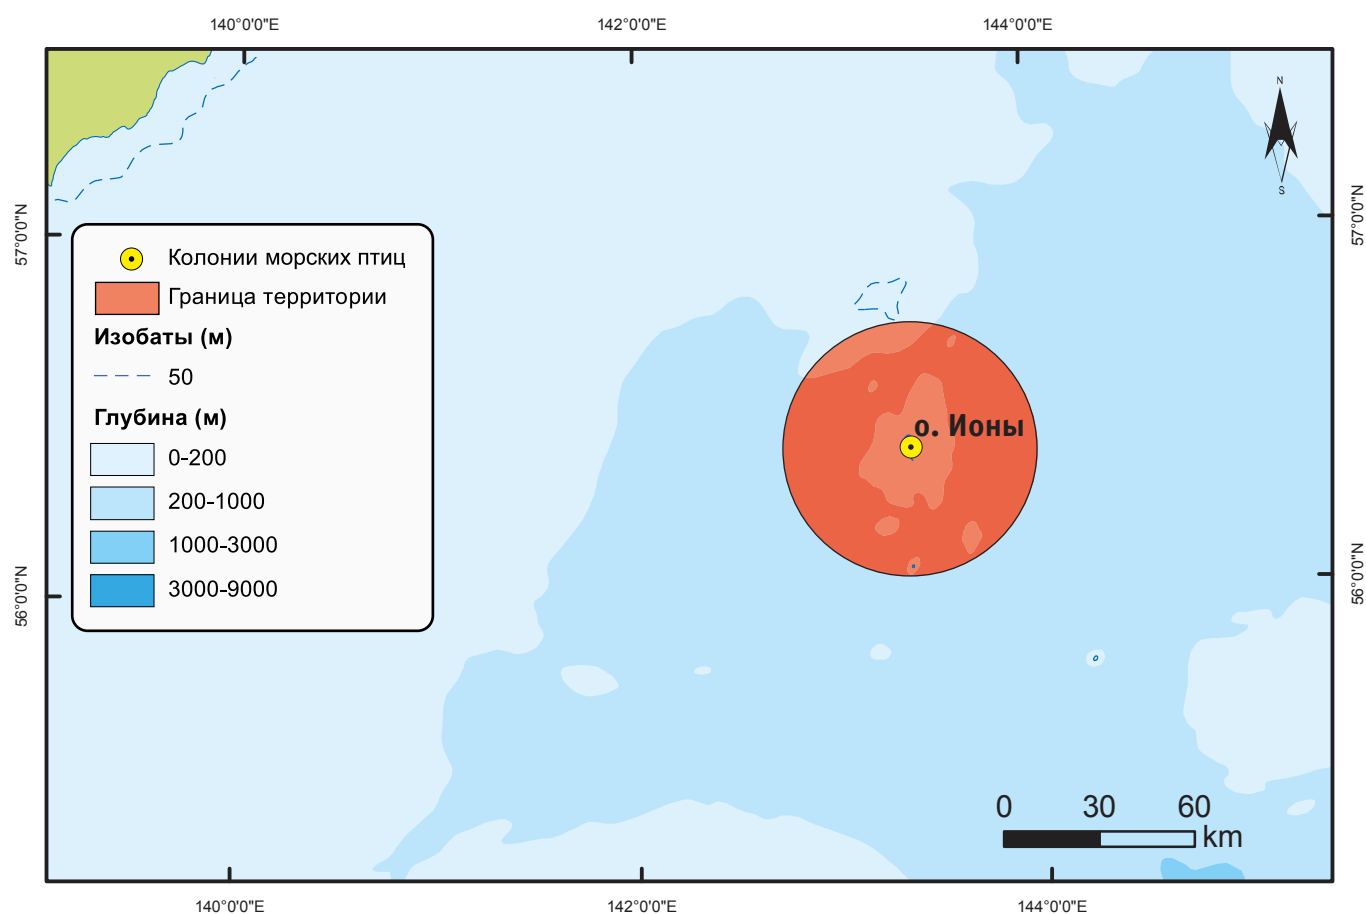 140°0'0"E 142°0'0"E 144°0'0"E
N
S
57°0'0"N
57°0'0"N
Колонии морских птиц
Граница территории
Изобаты (м)
50
Глубина (м)
0-200
200-1000
1000-3000
3000-9000
о. Ионы
56°0'0"N
56°0'0"N
0 30 60
km
140°0'0"E 142°0'0"E 144°0'0"E